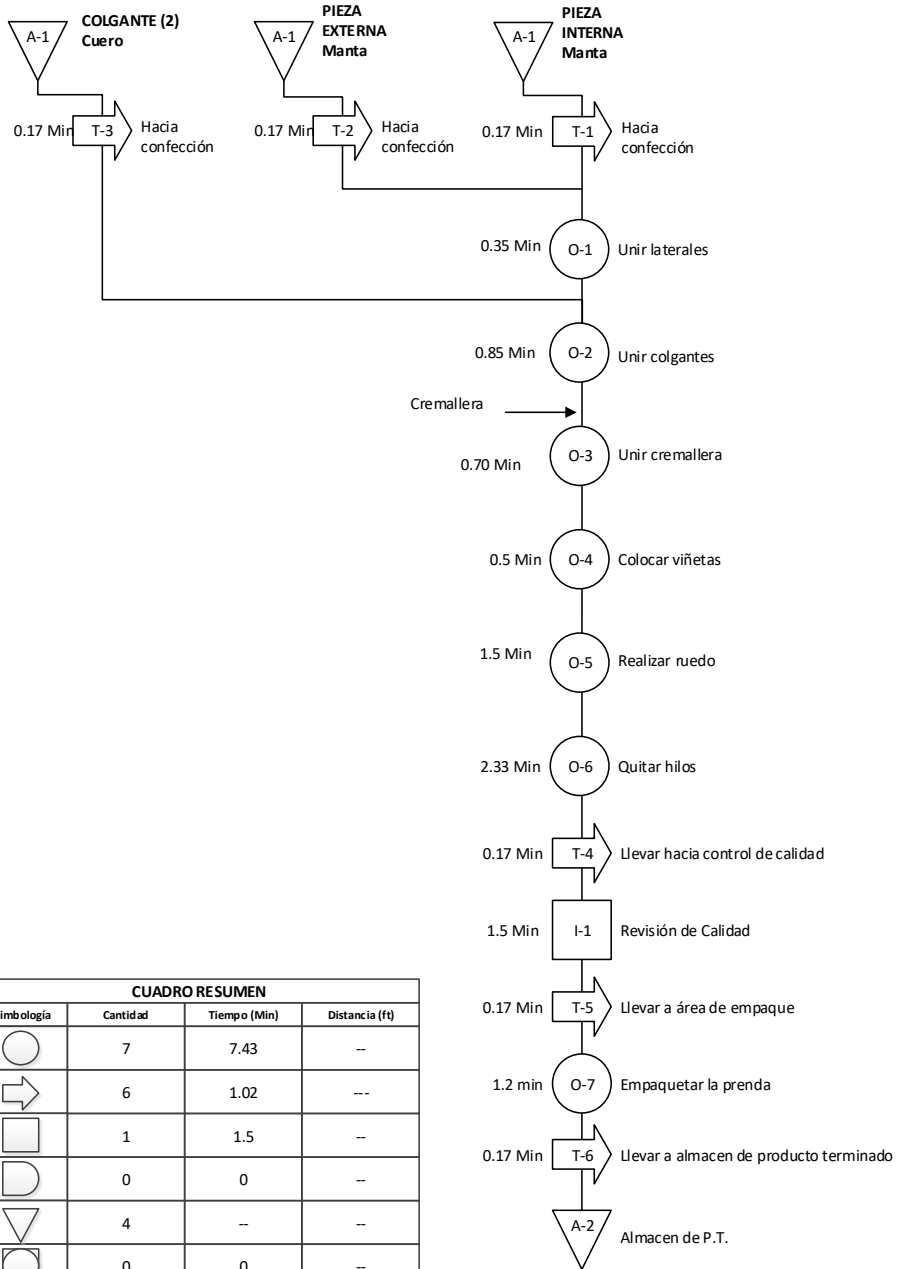 A-1
COLGANTE (2)
Cuero
A-1
PIEZA
EXTERNA
Manta
A-1
PIEZA
INTERNA
Manta
0.17 Min
T-3
Hacia
confección
0.17 Min
T-2
Hacia
confección
0.17 Min
T-1
Hacia
confección
0.35 Min
O-1
Unir laterales
0.85 Min
O-2
Unir colgantes
Cremallera
0.70 Min
O-3
Unir cremallera
0.5 Min
O-4
Colocar viñetas
1.5 Min
O-5
Realizar ruedo
2.33 Min
O-6
Quitar hilos
0.17 Min
T-4
Llevar hacia control de calidad
1.5 Min
I-1
Revisión de Calidad
0.17 Min
T-5
Llevar a área de empaque
1.2 min
O-7
Empaquetar la prenda
0.17 Min
T-6
Llevar a almacen de producto terminado
A-2
Almacen de P.T.
CUADRO RESUMEN
imbología Cantidad Tiempo (Min) Distancia (ft)
7 7.43 --
6 1.02 ---
1 1.5 --
0 0 --
4 -- --
0 0 --